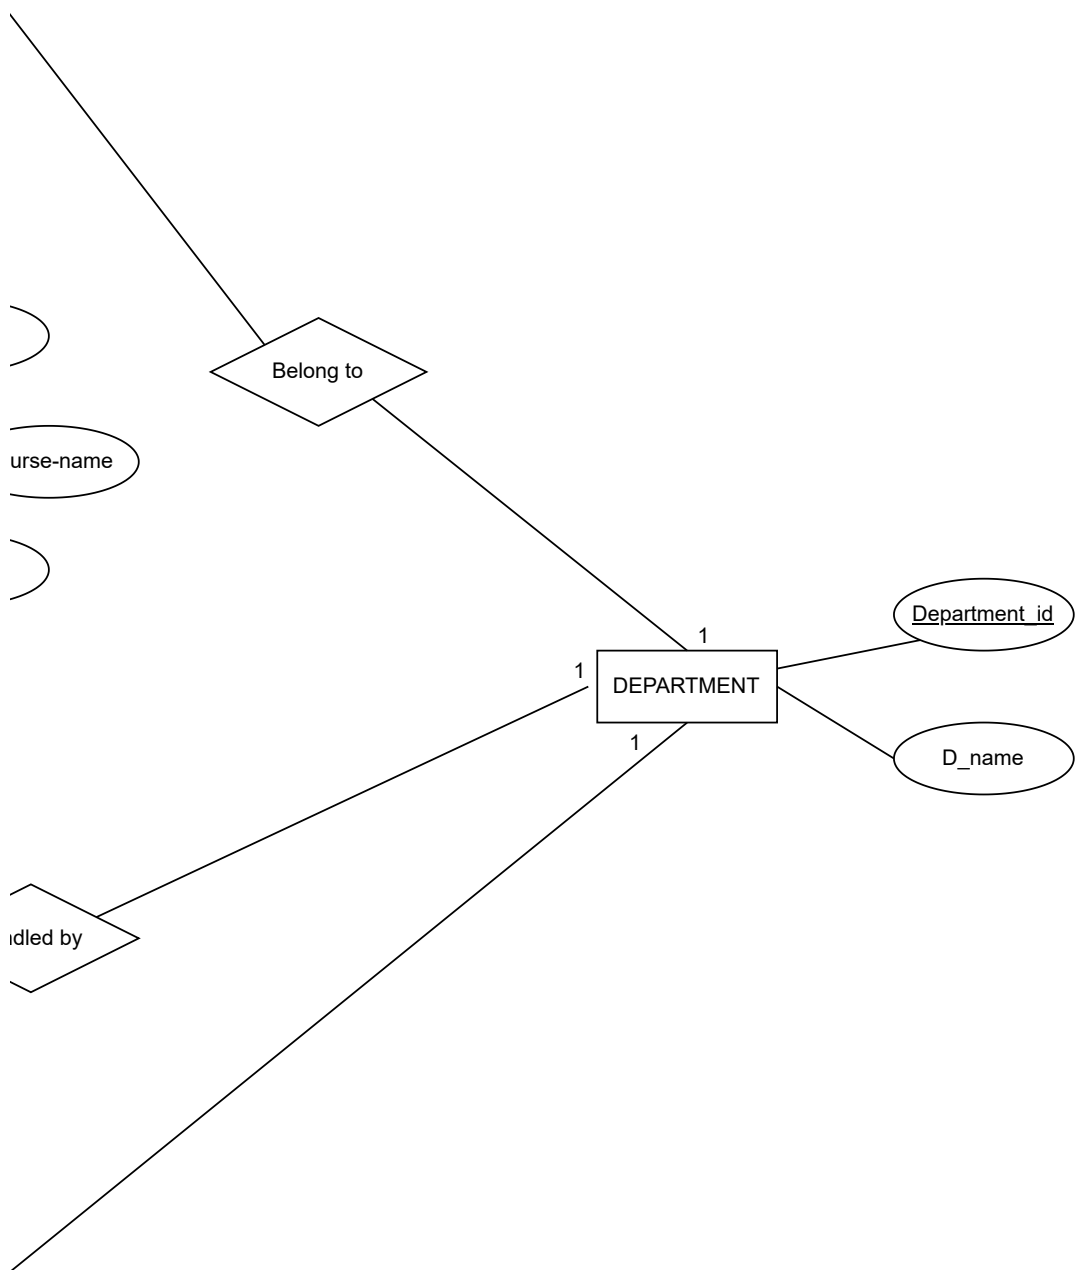 Belong to
urse-name
Department_id
1
1
DEPARTMENT
1
D_name
ndled by